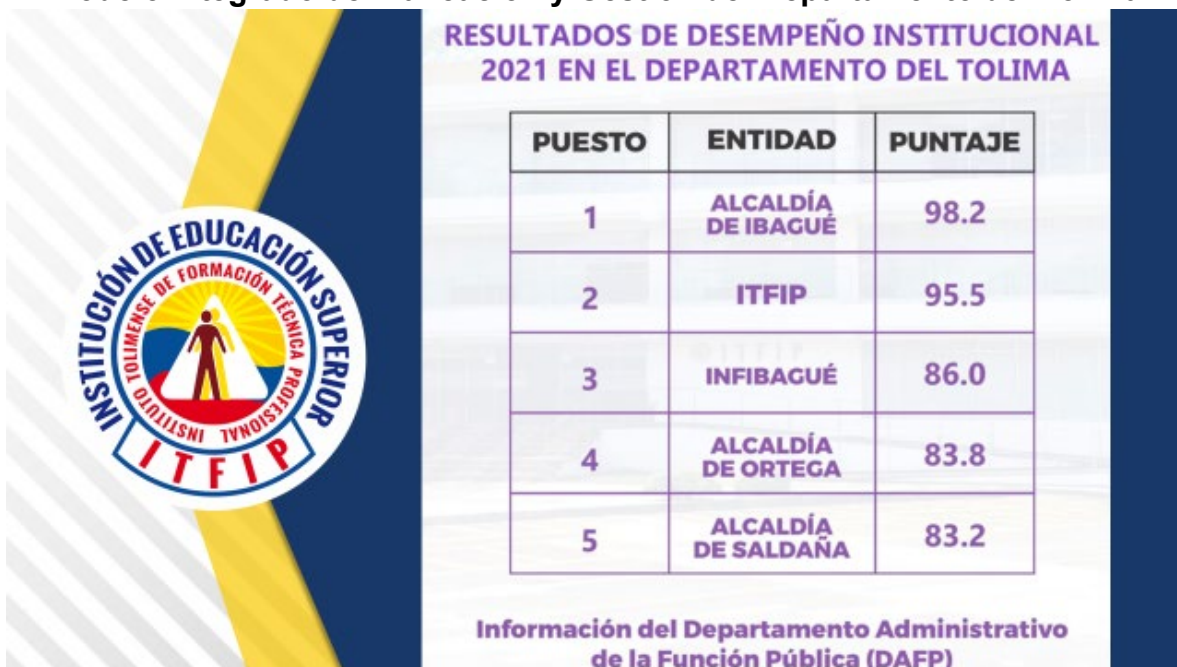 RESULTADOS DE DESEMPEÑO INSTITUCIONAL
2021 EN EL DEPARTAMENTO DEL TOLIMA
PUESTO ENTIDAD PUNTAJE
1 ALCALDÍA DE IBAGUÉ 98.2
2 ITFIP 95.5
3 INFIBAGUÉ 86.0
4 ALCALDÍA DE ORTEGA 83.8
5 ALCALDÍA DE SALDAÑA 83.2
Información del Departamento Administrativo
de la Función Pública (DAFP)
INSTITUCIÓN DE EDUCACIÓN SUPERIOR
INSTITUTO TOLIMENSE DE FORMACIÓN TÉCNICA PROFESIONAL
ITFIP